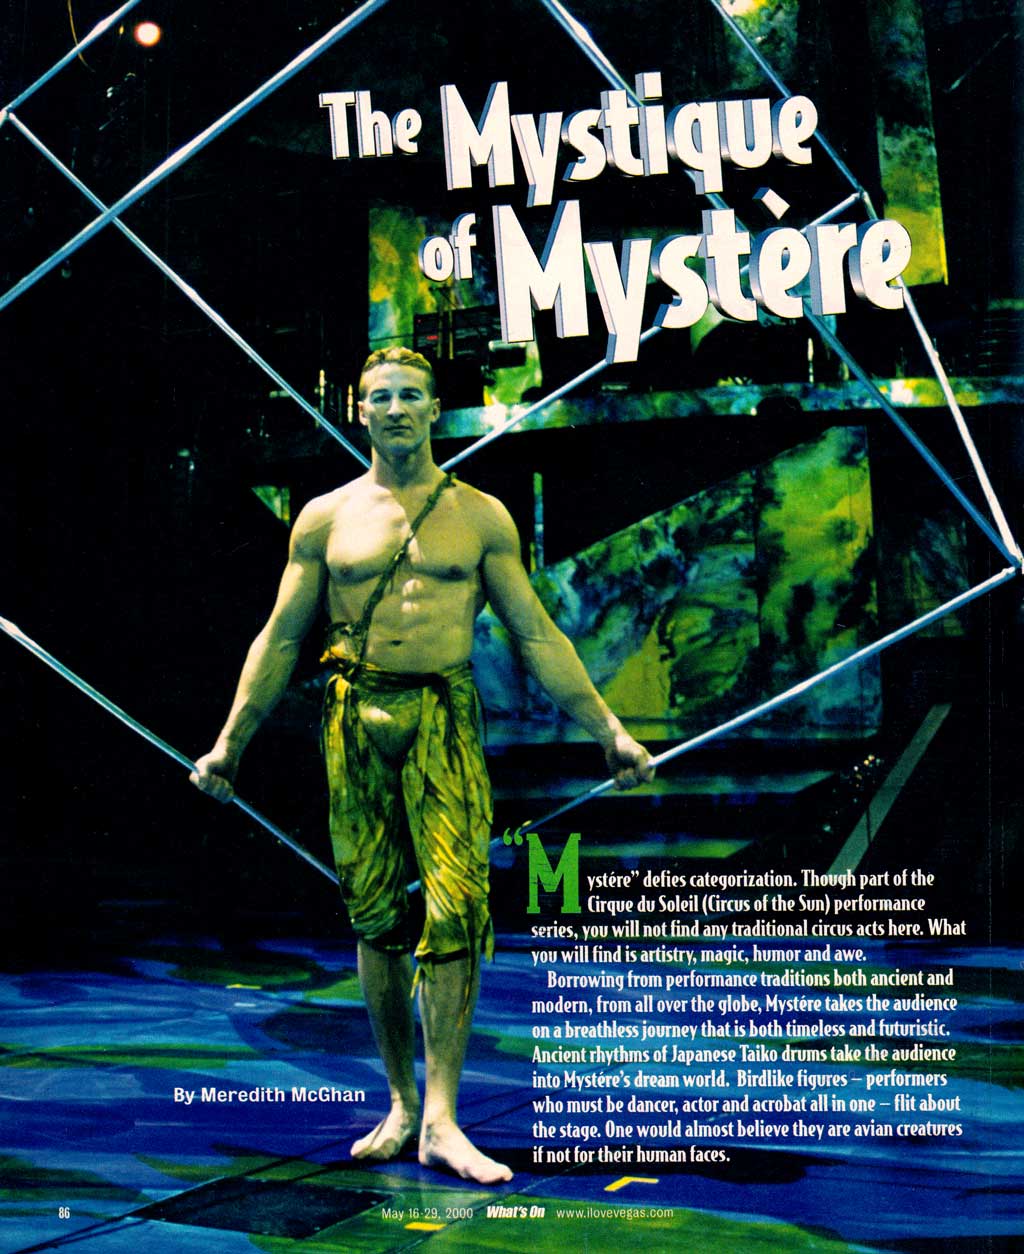 The Mystique
of Mystère
“Mystére” defies categorization. Though part of the
Cirque du Soleil (Circus of the Sun) performance
series, you will not find any traditional circus acts here. What
you will find is artistry, magic, humor and awe.
Borrowing from performance traditions both ancient and
modern, from all over the globe, Mystére takes the audience
on a breathless journey that is both timeless and futuristic.
Ancient rhythms of Japanese Taiko drums take the audience
into Mystére's dream world. Birdlike figures – performers
who must be dancer, actor and acrobat all in one – flit about
the stage. One would almost believe they are avian creatures
if not for their human faces.
By Meredith McGhan
86
May 16-29, 2000 What's On www.ilovevegas.com